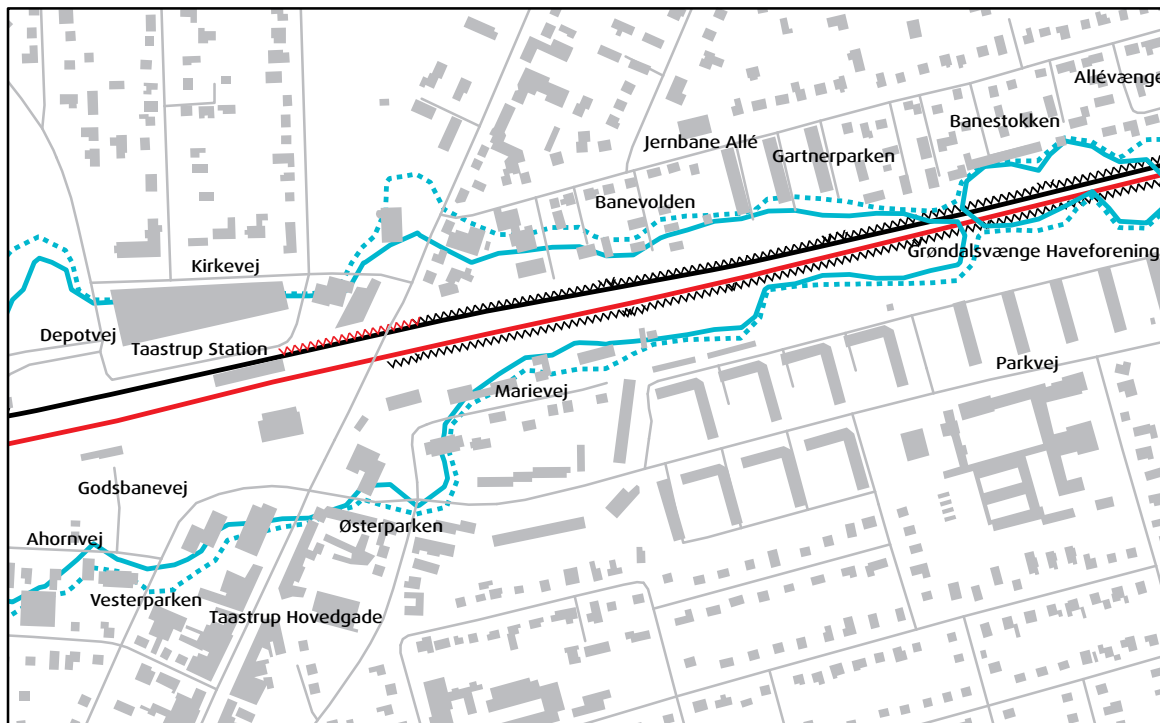 Allévænge
Banestokken
Jernbane Allé
Gartnerparken
Banevolden
Grøndalsvænge Haveforening
Kirkevej
Depotvej
Taastrup Station
Parkvej
Marievej
Godsbanevej
Østerparken
Ahornvej
Vesterparken
Taastrup Hovedgade